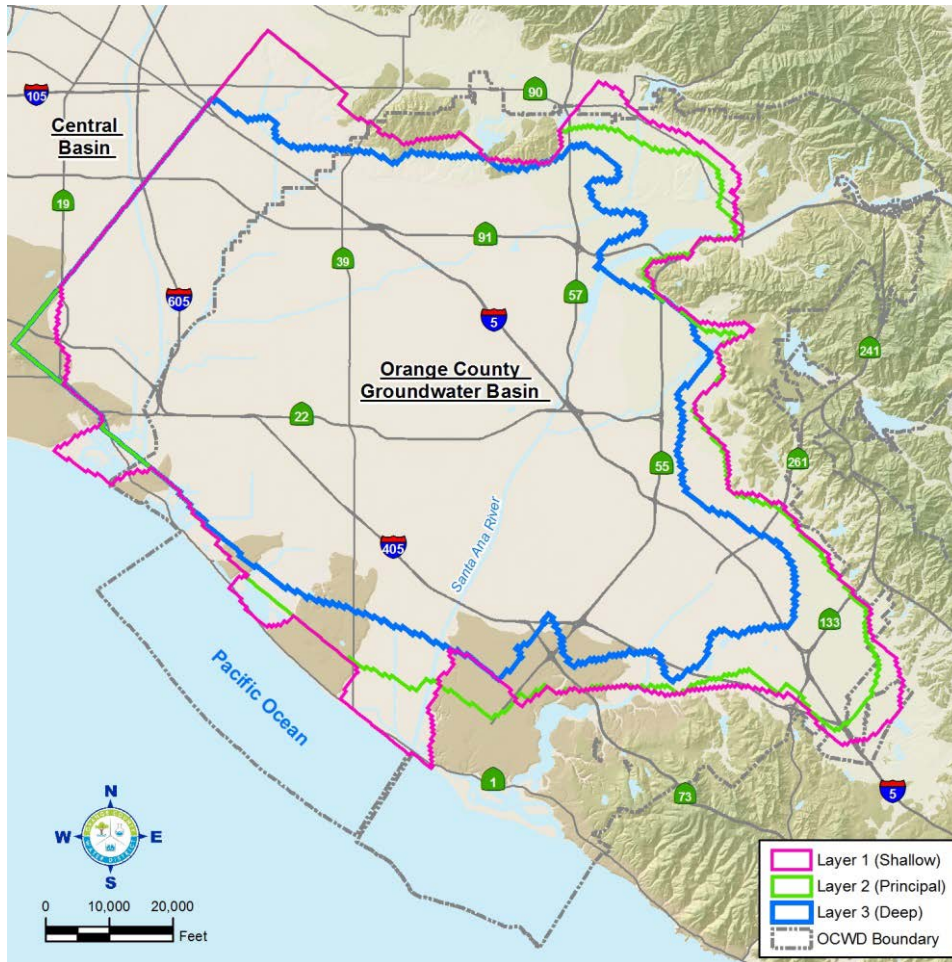 90
105
Central
Basin
19
91
39
605
57
5
241
Orange County
Groundwater Basin
22
55
261
405
Santa Ana River
133
Pacific Ocean
1
73
5
N
W
E
S
0 10,000 20,000
Feet
Layer 1 (Shallow)
Layer 2 (Principal)
Layer 3 (Deep)
OCWD Boundary